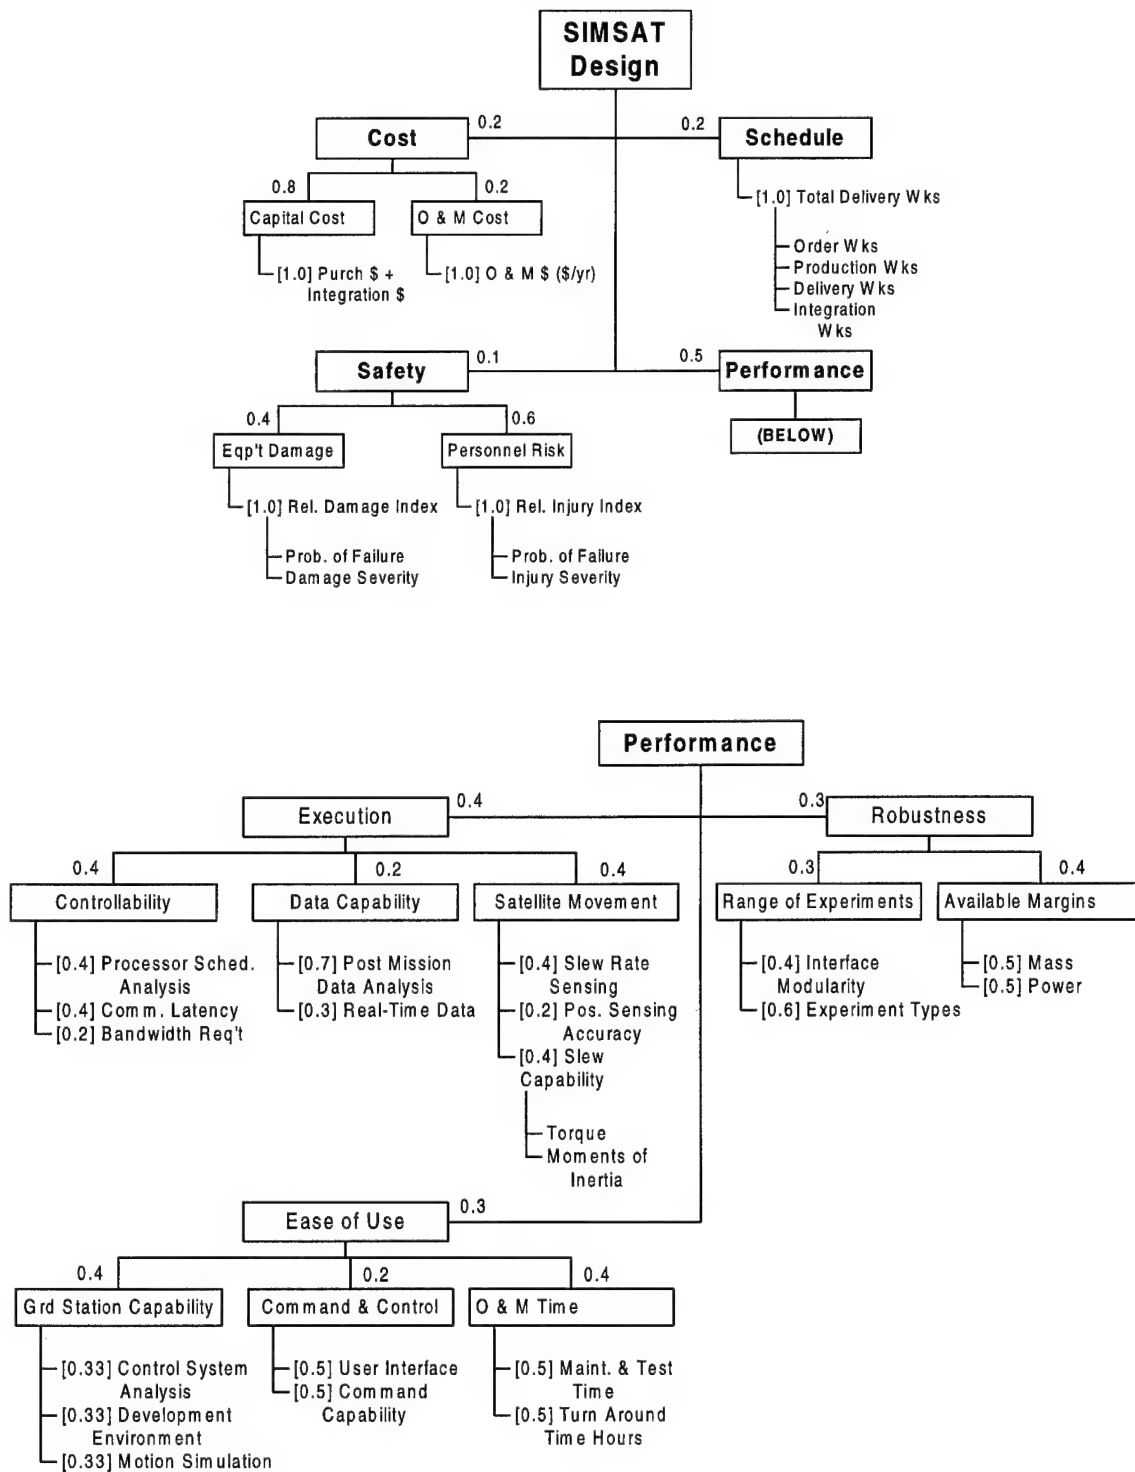 SIMSAT
Design
0.2
0.2
Cost
Schedule
0.8
0.2
Capital Cost
O & M Cost
[1.0] Total Delivery Wks
[1.0] Purch $ +
Integration $
[1.0] O & M $ ($/yr)
Order Wks
Production Wks
Delivery Wks
Integration
Wks
0.1
0.5
Safety
Performance
0.4
0.6
(BELOW)
Eqp't Damage
Personnel Risk
[1.0] Rel. Damage Index
[1.0] Rel. Injury Index
Prob. of Failure
Damage Severity
Prob. of Failure
Injury Severity
Performance
0.4
0.3
Execution
Robustness
0.4
0.2
0.4
0.3
0.4
Controllability
Data Capability
Satellite Movement
Range of Experiments
Available Margins
[0.4] Processor Sched.
Analysis
[0.4] Comm. Latency
[0.2] Bandwidth Req't
[0.7] Post Mission
Data Analysis
[0.3] Real-Time Data
[0.4] Slew Rate
Sensing
[0.2] Pos. Sensing
Accuracy
[0.4] Slew
Capability
Torque
Moments of
Inertia
[0.4] Interface
Modularity
[0.6] Experiment Types
[0.5] Mass
[0.5] Power
0.3
Ease of Use
0.4
0.2
0.4
Grd Station Capability
Command & Control
O & M Time
[0.33] Control System
Analysis
[0.33] Development
Environment
[0.33] Motion Simulation
[0.5] User Interface
[0.5] Command
Capability
[0.5] Maint. & Test
Time
[0.5] Turn Around
Time Hours